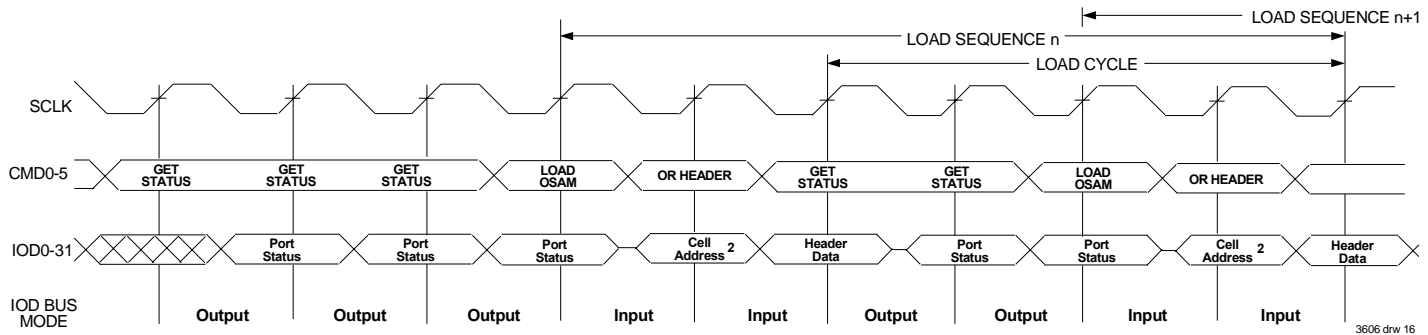 LOAD SEQUENCE n+1
LOAD SEQUENCE n
LOAD CYCLE
SCLK
CMD0-5
GET STATUS
GET STATUS
GET STATUS
LOAD OSAM
OR HEADER
GET STATUS
GET STATUS
LOAD OSAM
OR HEADER
IOD0-31
Port Status
Port Status
Port Status
Cell Address 2
Header Data
Port Status
Port Status
Cell Address 2
Header Data
IOD BUS MODE
Output
Output
Output
Input
Input
Output
Output
Input
Input
3606 drw 16